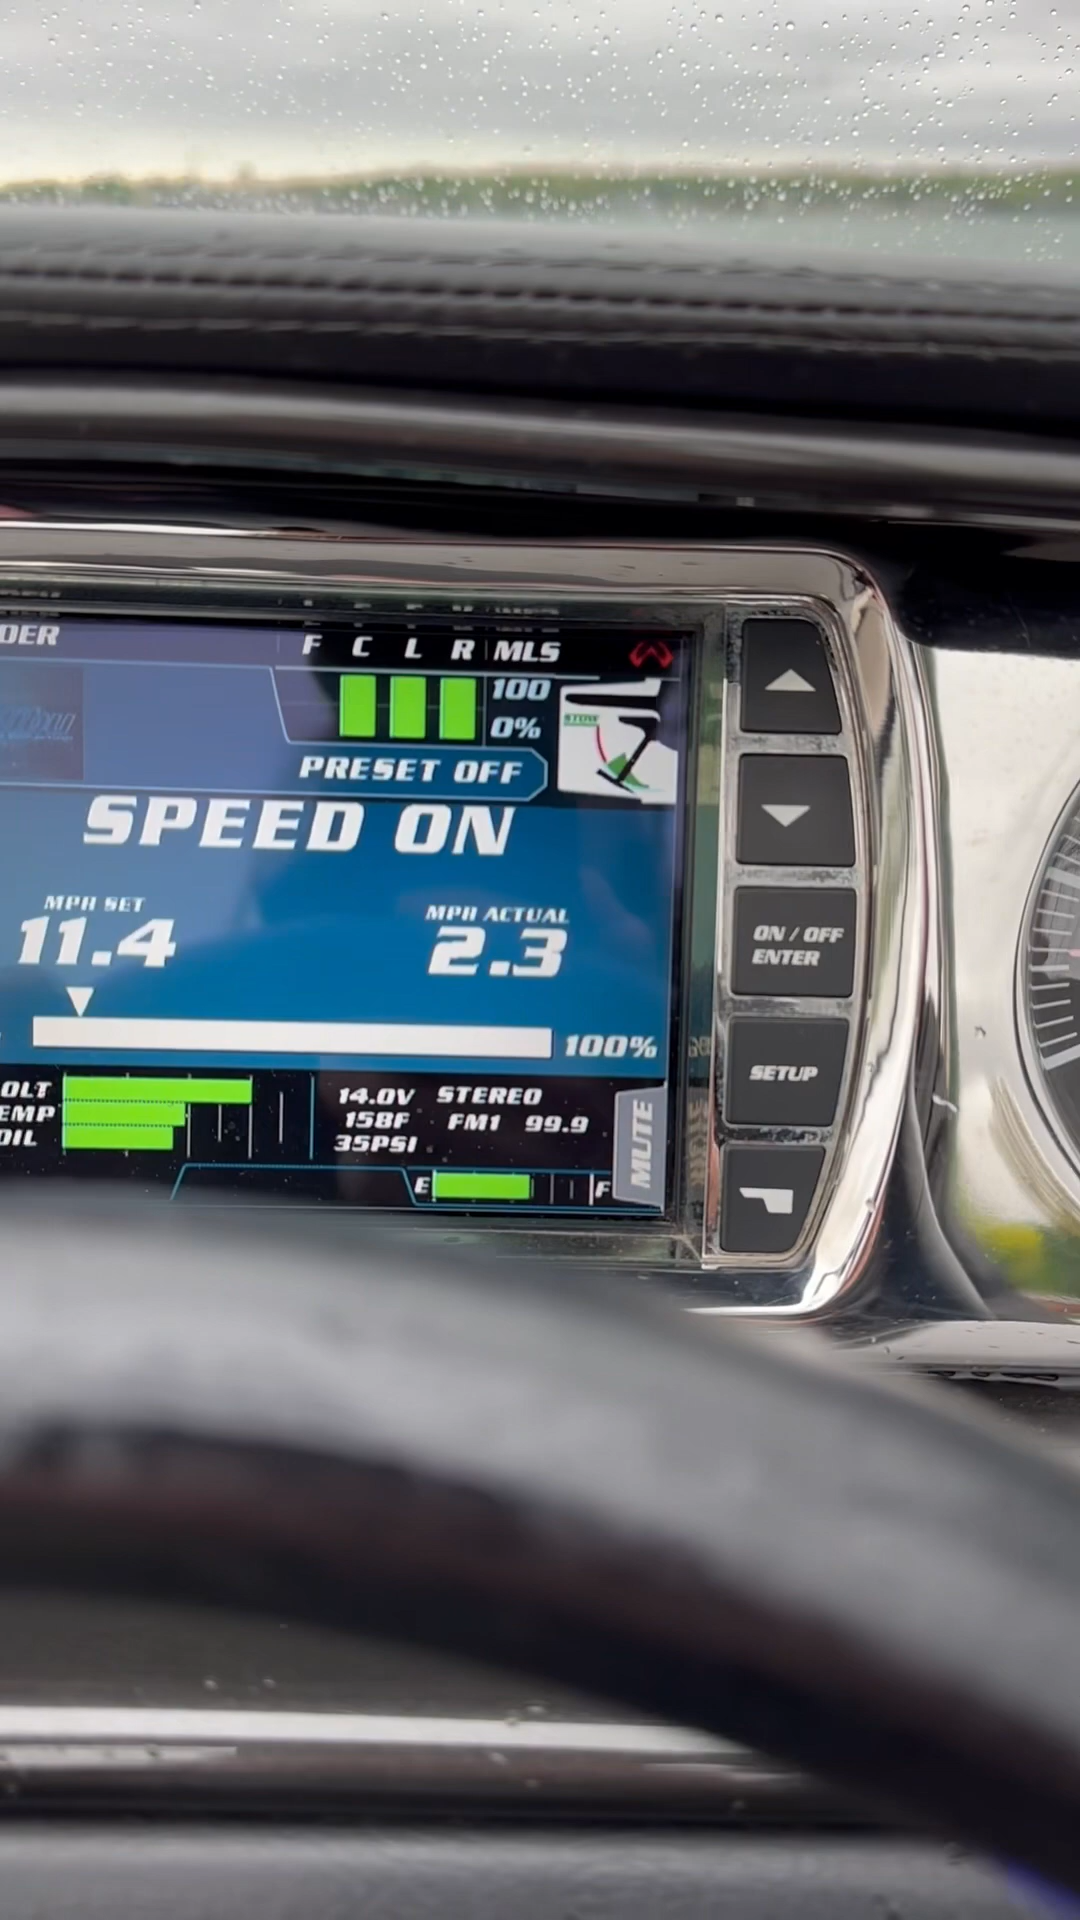 DER
F C L R MLS
100
0%
STOW
PRESET OFF
SPEED ON
MPH SET
11.4
MPH ACTUAL
2.3
100%
OLT
EMP
OIL
14.0V STEREO
158F FM1 99.9
35PSI
MUTE
E F
ON / OFF
ENTER
SETUP